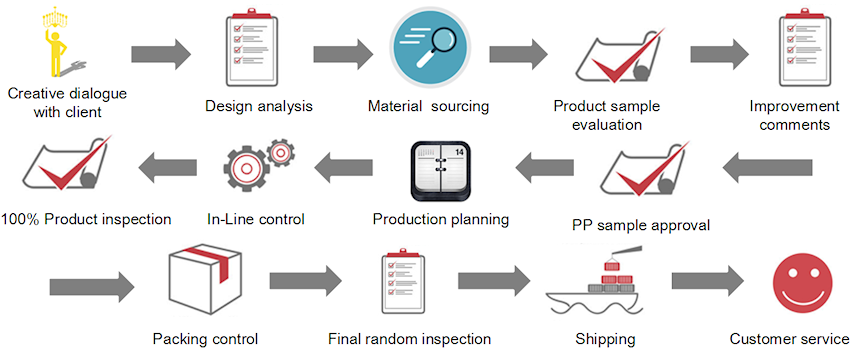 Creative dialogue
with client
Design analysis
Material sourcing
Product sample
evaluation
Improvement
comments
100% Product inspection
In-Line control
14
Production planning
PP sample approval
Packing control
Final random inspection
Shipping
Customer service